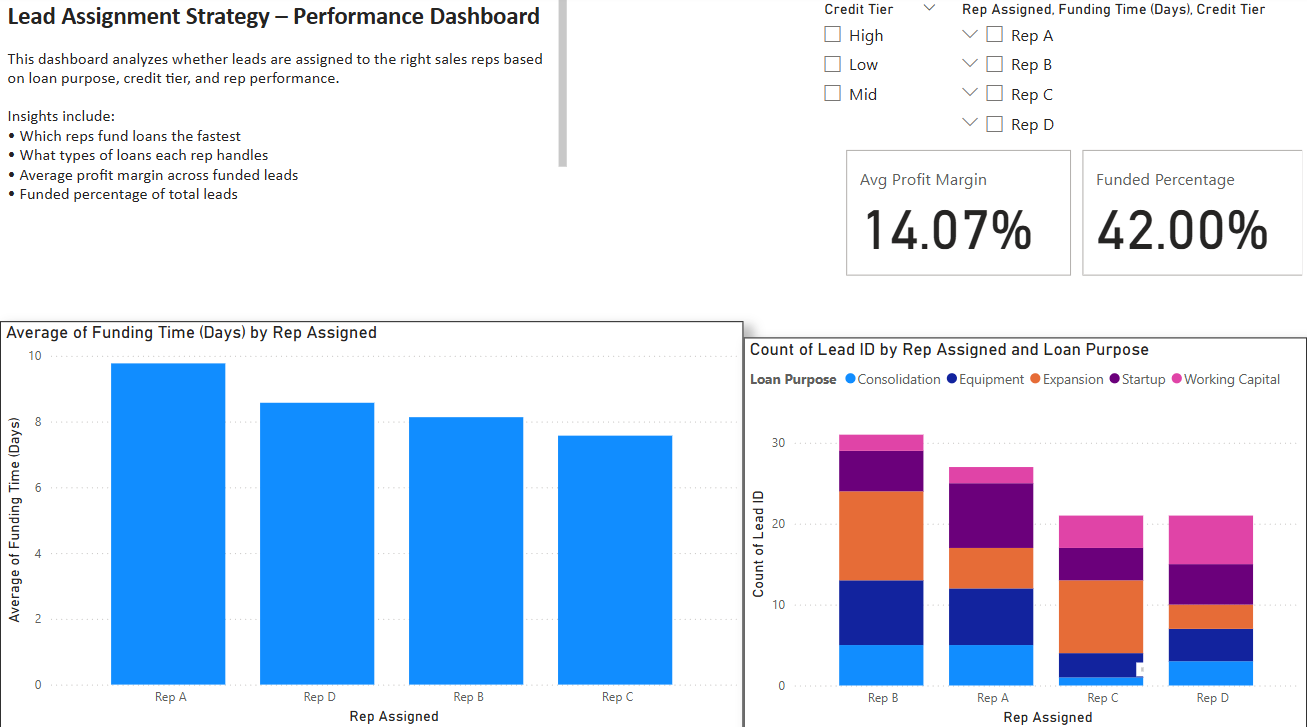 Lead Assignment Strategy – Performance Dashboard
This dashboard analyzes whether leads are assigned to the right sales reps based
on loan purpose, credit tier, and rep performance.
Insights include:
• Which reps fund loans the fastest
• What types of loans each rep handles
• Average profit margin across funded leads
• Funded percentage of total leads
Credit Tier
High
Low
Mid
Rep Assigned, Funding Time (Days), Credit Tier
Rep A
Rep B
Rep C
Rep D
Avg Profit Margin
14.07%
Funded Percentage
42.00%
Average of Funding Time (Days) by Rep Assigned
Average of Funding Time (Days)
10
8
6
4
2
0
Rep A Rep D Rep B Rep C
Rep Assigned
Count of Lead ID by Rep Assigned and Loan Purpose
Loan Purpose Consolidation Equipment Expansion Startup Working Capital
Count of Lead ID
30
20
10
0
Rep B Rep A Rep C Rep D
Rep Assigned